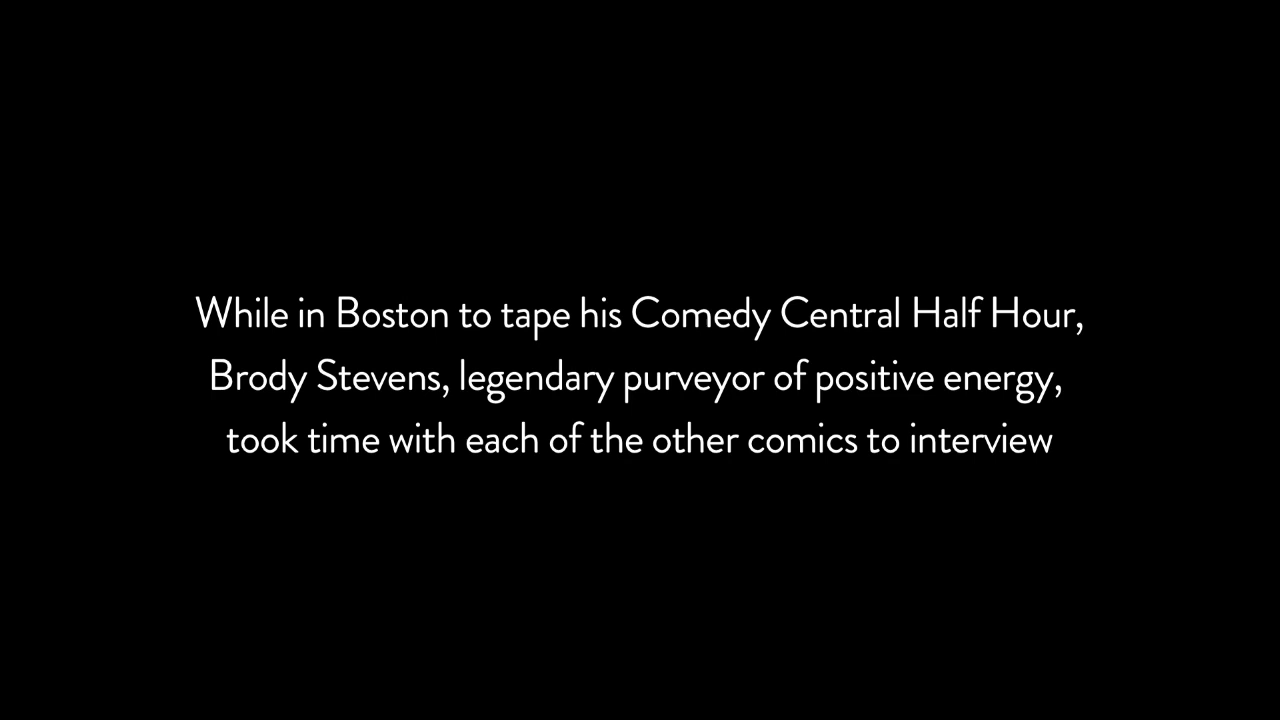 While in Boston to tape his Comedy Central Half Hour,
Brody Stevens, legendary purveyor of positive energy,
took time with each of the other comics to interview